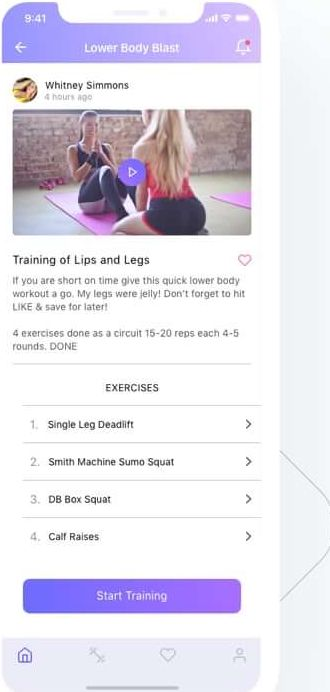 9:41
Lower Body Blast
Whitney Simmons
4 hours ago
Training of Lips and Legs
If you are short on time give this quick lower body
workout a go. My legs were jelly! Don't forget to hit
LIKE & save for later!
4 exercises done as a circuit 15-20 reps each 4-5
rounds. DONE
EXERCISES
1. Single Leg Deadlift
2. Smith Machine Sumo Squat
3. DB Box Squat
4. Calf Raises
Start Training